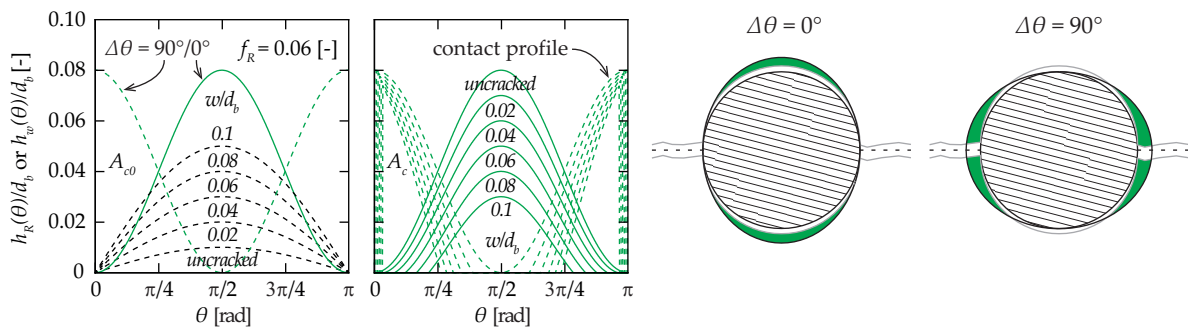 h_R(θ)/d_b or h_w(θ)/d_b [-]
0.10
0.08
0.06
0.04
0.02
0
Δθ = 90°/0°
f_R = 0.06 [-]
w/d_b
0.1
0.08
0.06
0.04
0.02
uncracked
A_c0
0 π/4 π/2 3π/4 π
θ [rad]
contact profile
uncracked
0.02
0.04
0.06
0.08
0.1
w/d_b
A_c
0 π/4 π/2 3π/4 π
θ [rad]
Δθ = 0°
Δθ = 90°